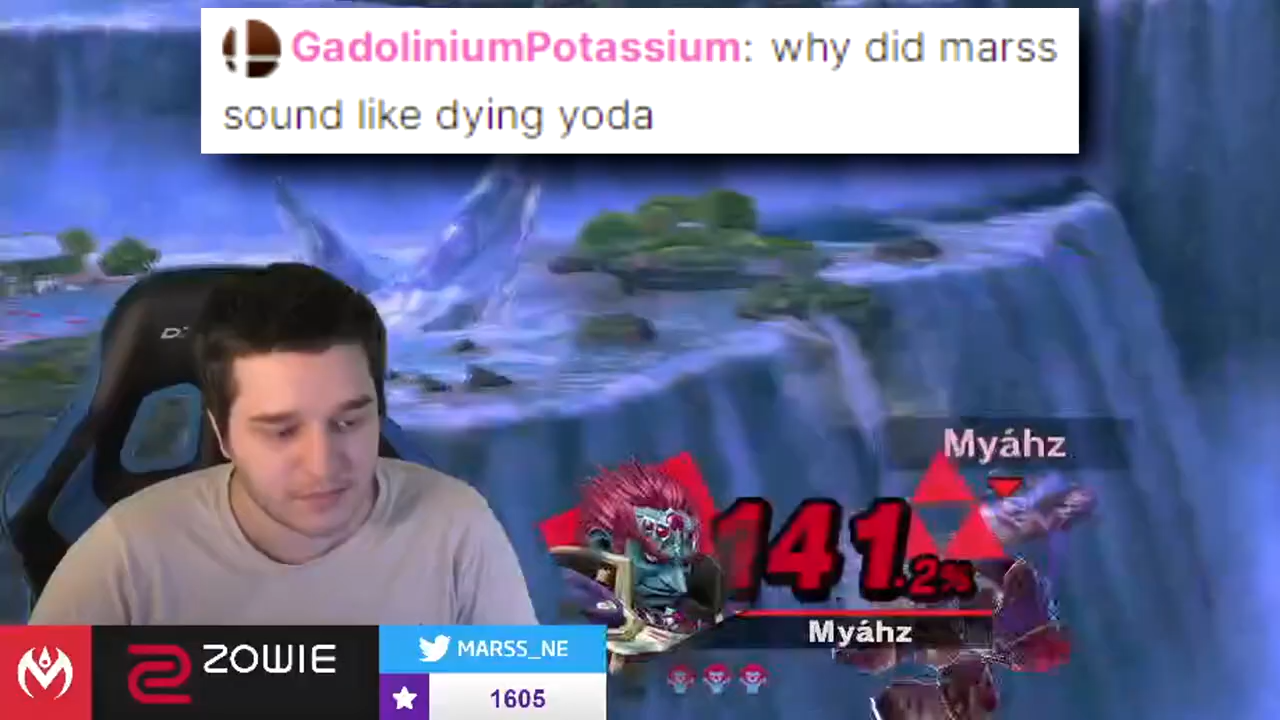 GadoliniumPotassium: why did marss
sound like dying yoda
Myáhz
141.2%
Myáhz
ZOWIE
MARSS_NE
1605